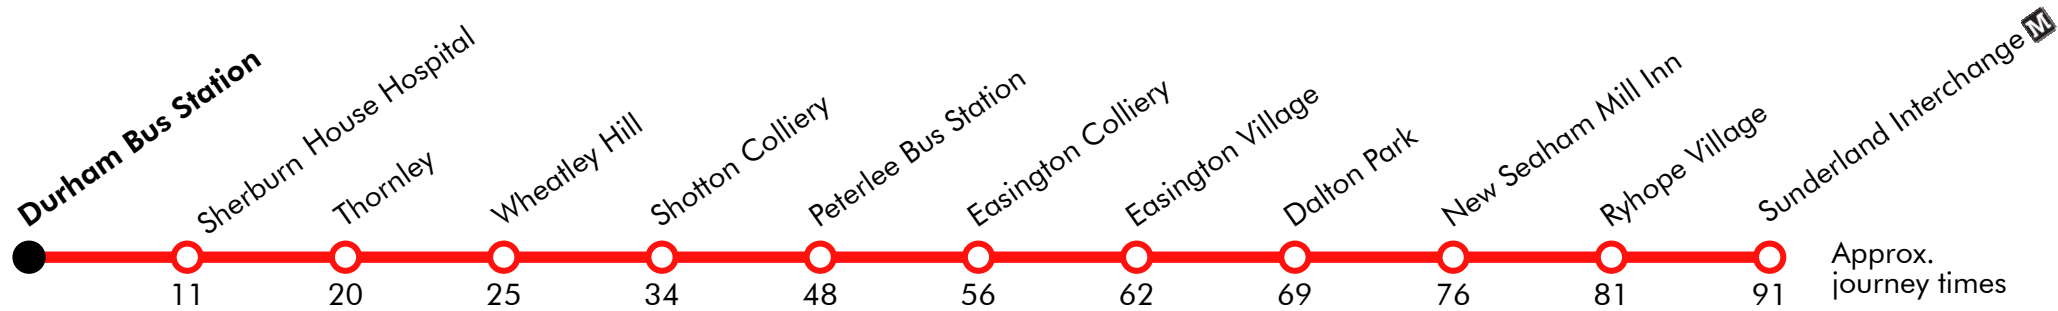 Durham Bus Station
Sherburn House Hospital
Thornley
Wheatley Hill
Shotton Colliery
Peterlee Bus Station
Easington Colliery
Easington Village
Dalton Park
New Seaham Mill Inn
Ryhope Village
Sunderland Interchange M
11 20 25 34 48 56 62 69 76 81 91
Approx.
journey times